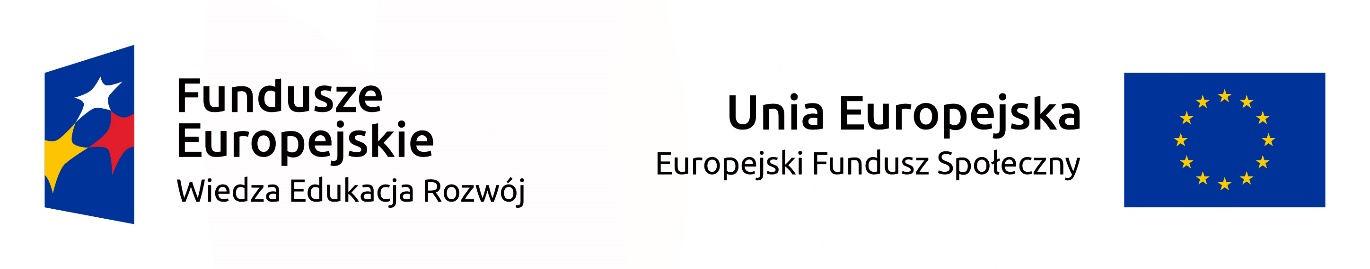 Fundusze
Europejskie
Wiedza Edukacja Rozwój
Unia Europejska
Europejski Fundusz Społeczny